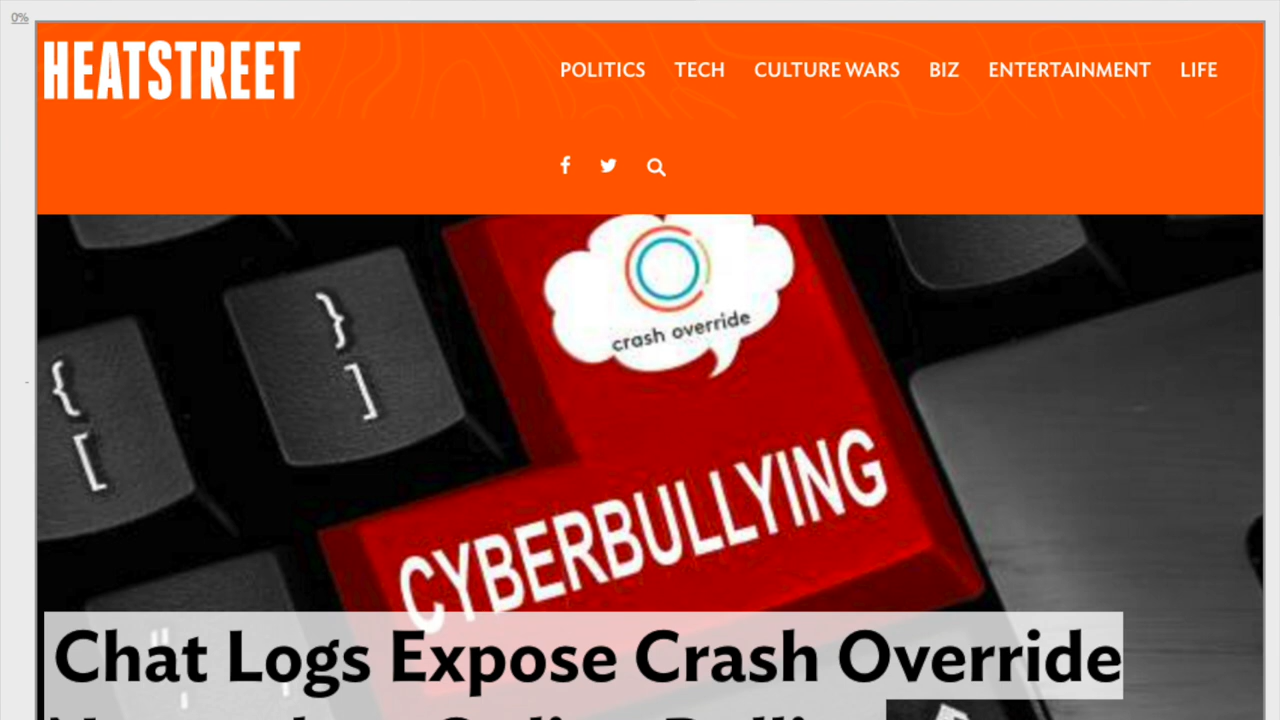 0%
HEATSTREET
POLITICS TECH CULTURE WARS BIZ ENTERTAINMENT LIFE
}
]
{
[
crash override
CYBERBULLYING
Chat Logs Expose Crash Override